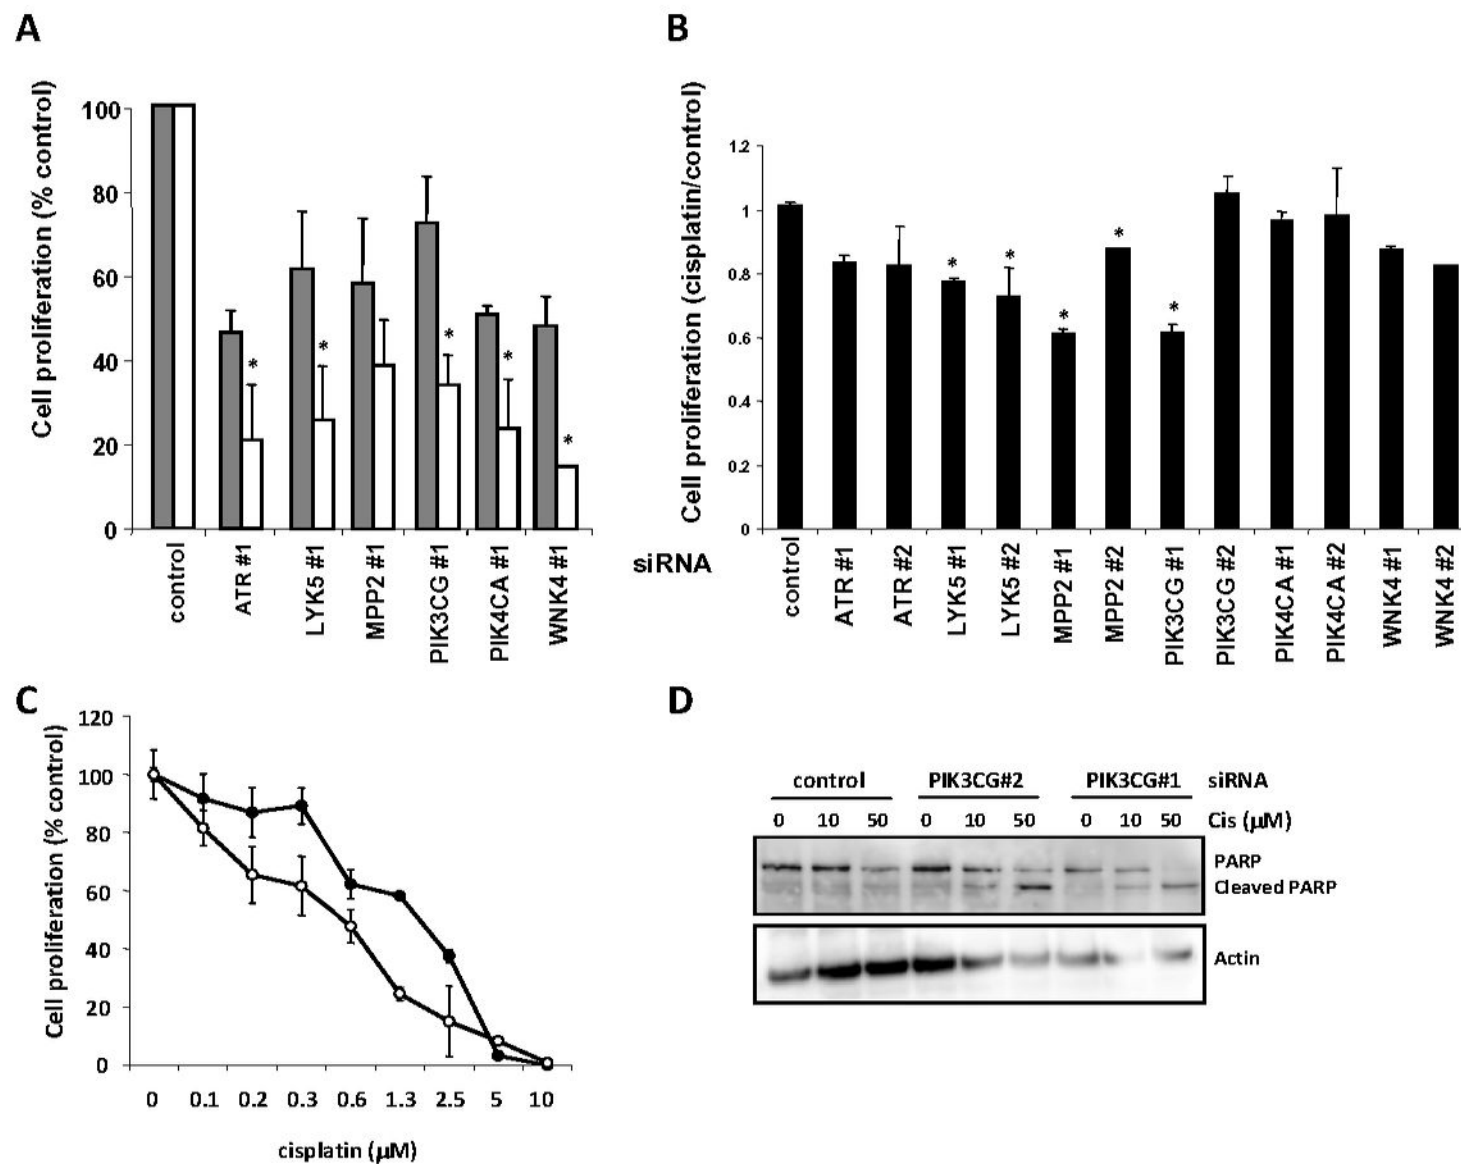 A
Cell proliferation (% control)
100
80
60
40
20
0
*
*
*
*
*
control
ATR #1
LYK5 #1
MPP2 #1
PIK3CG #1
PIK4CA #1
WNK4 #1
siRNA
B
Cell proliferation (cisplatin/control)
1.2
1
0.8
0.6
0.4
0.2
0
*
*
*
*
*
control
ATR #1
ATR #2
LYK5 #1
LYK5 #2
MPP2 #1
MPP2 #2
PIK3CG #1
PIK3CG #2
PIK4CA #1
PIK4CA #2
WNK4 #1
WNK4 #2
C
Cell proliferation (% control)
120
100
80
60
40
20
0
0 0.1 0.2 0.3 0.6 1.3 2.5 5 10
cisplatin (μM)
D
control PIK3CG#2 PIK3CG#1 siRNA
0 10 50 0 10 50 0 10 50 Cis (μM)
PARP
Cleaved PARP
Actin